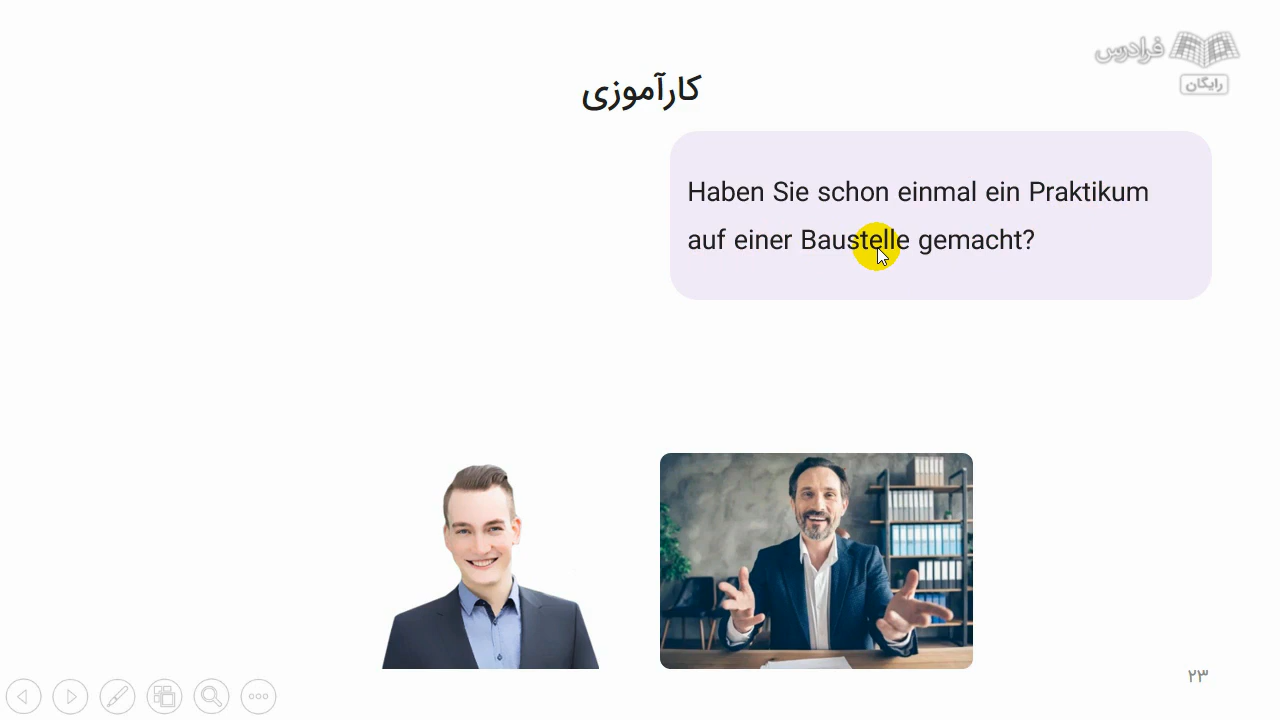 فرادرس
رایگان
کارآموزی
Haben Sie schon einmal ein Praktikum
auf einer Baustelle gemacht?
۲۳